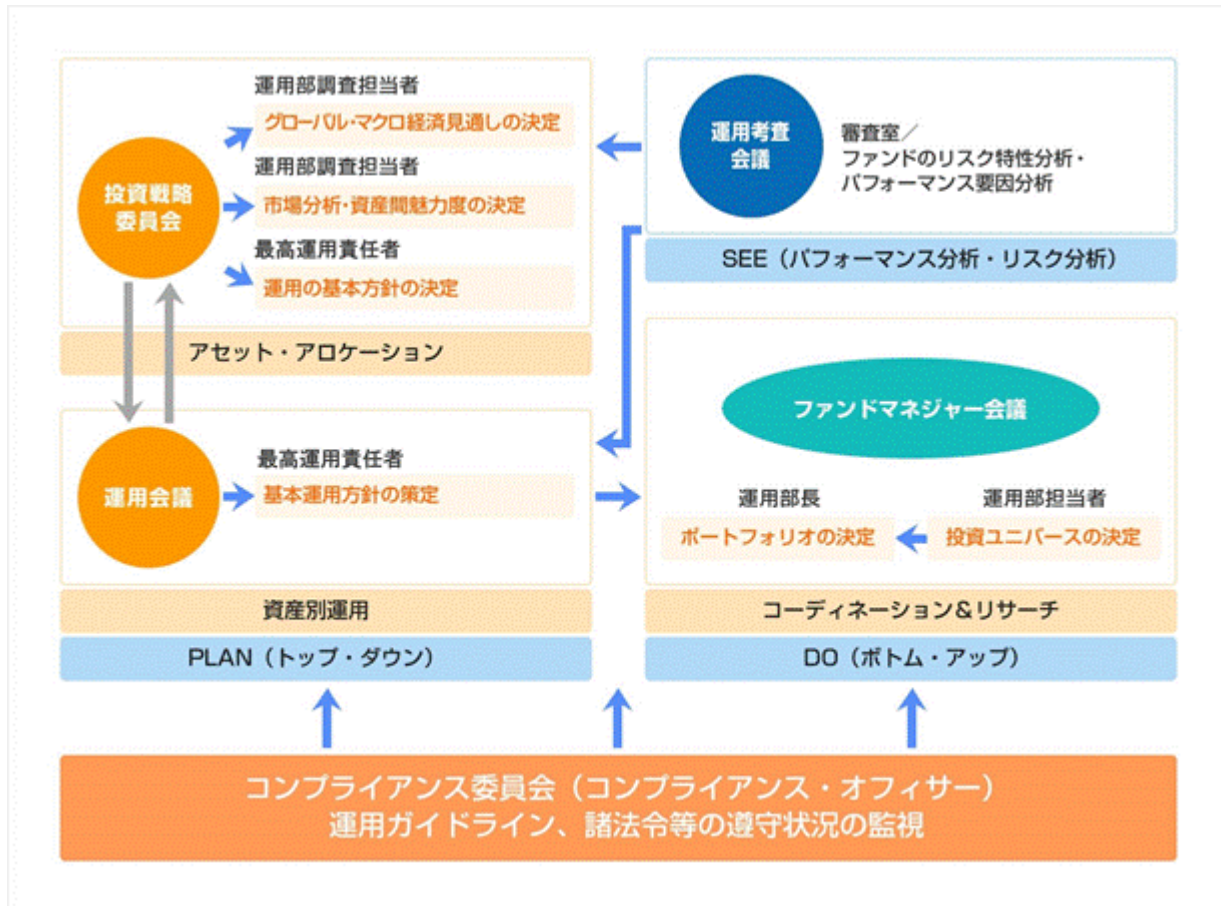 投資戦略
委員会
運用部調査担当者
グローバル・マクロ経済見通しの決定
運用部調査担当者
市場分析・資産間魅力度の決定
最高運用責任者
運用の基本方針の決定
アセット・アロケーション
運用会議
最高運用責任者
基本運用方針の策定
資産別運用
PLAN（トップ・ダウン）
運用考査
会議
審査室／
ファンドのリスク特性分析・
パフォーマンス要因分析
SEE（パフォーマンス分析・リスク分析）
ファンドマネジャー会議
運用部長
ポートフォリオの決定
運用部担当者
投資ユニバースの決定
コーディネーション＆リサーチ
DO（ボトム・アップ）
コンプライアンス委員会（コンプライアンス・オフィサー）
運用ガイドライン、諸法令等の遵守状況の監視